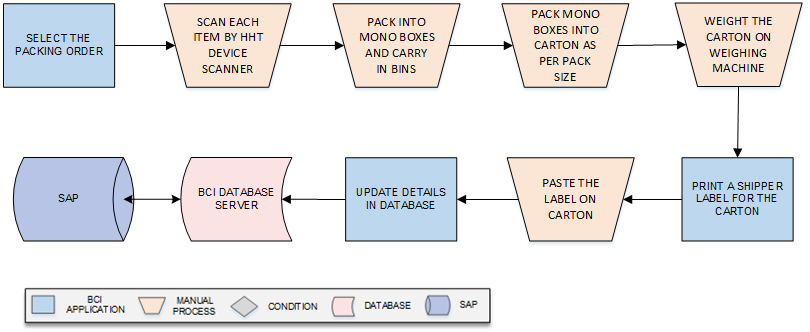 SELECT THE
PACKING ORDER
SCAN EACH
ITEM BY HHT
DEVICE
SCANNER
PACK INTO
MONO BOXES
AND CARRY
IN BINS
PACK MONO
BOXES INTO
CARTON AS
PER PACK
SIZE
WEIGHT THE
CARTON ON
WEIGHING
MACHINE
SAP
BCI DATABASE
SERVER
UPDATE DETAILS
IN DATABASE
PASTE THE
LABEL ON
CARTON
PRINT A SHIPPER
LABEL FOR THE
CARTON
BCI
APPLICATION
MANUAL
PROCESS
CONDITION
DATABASE
SAP